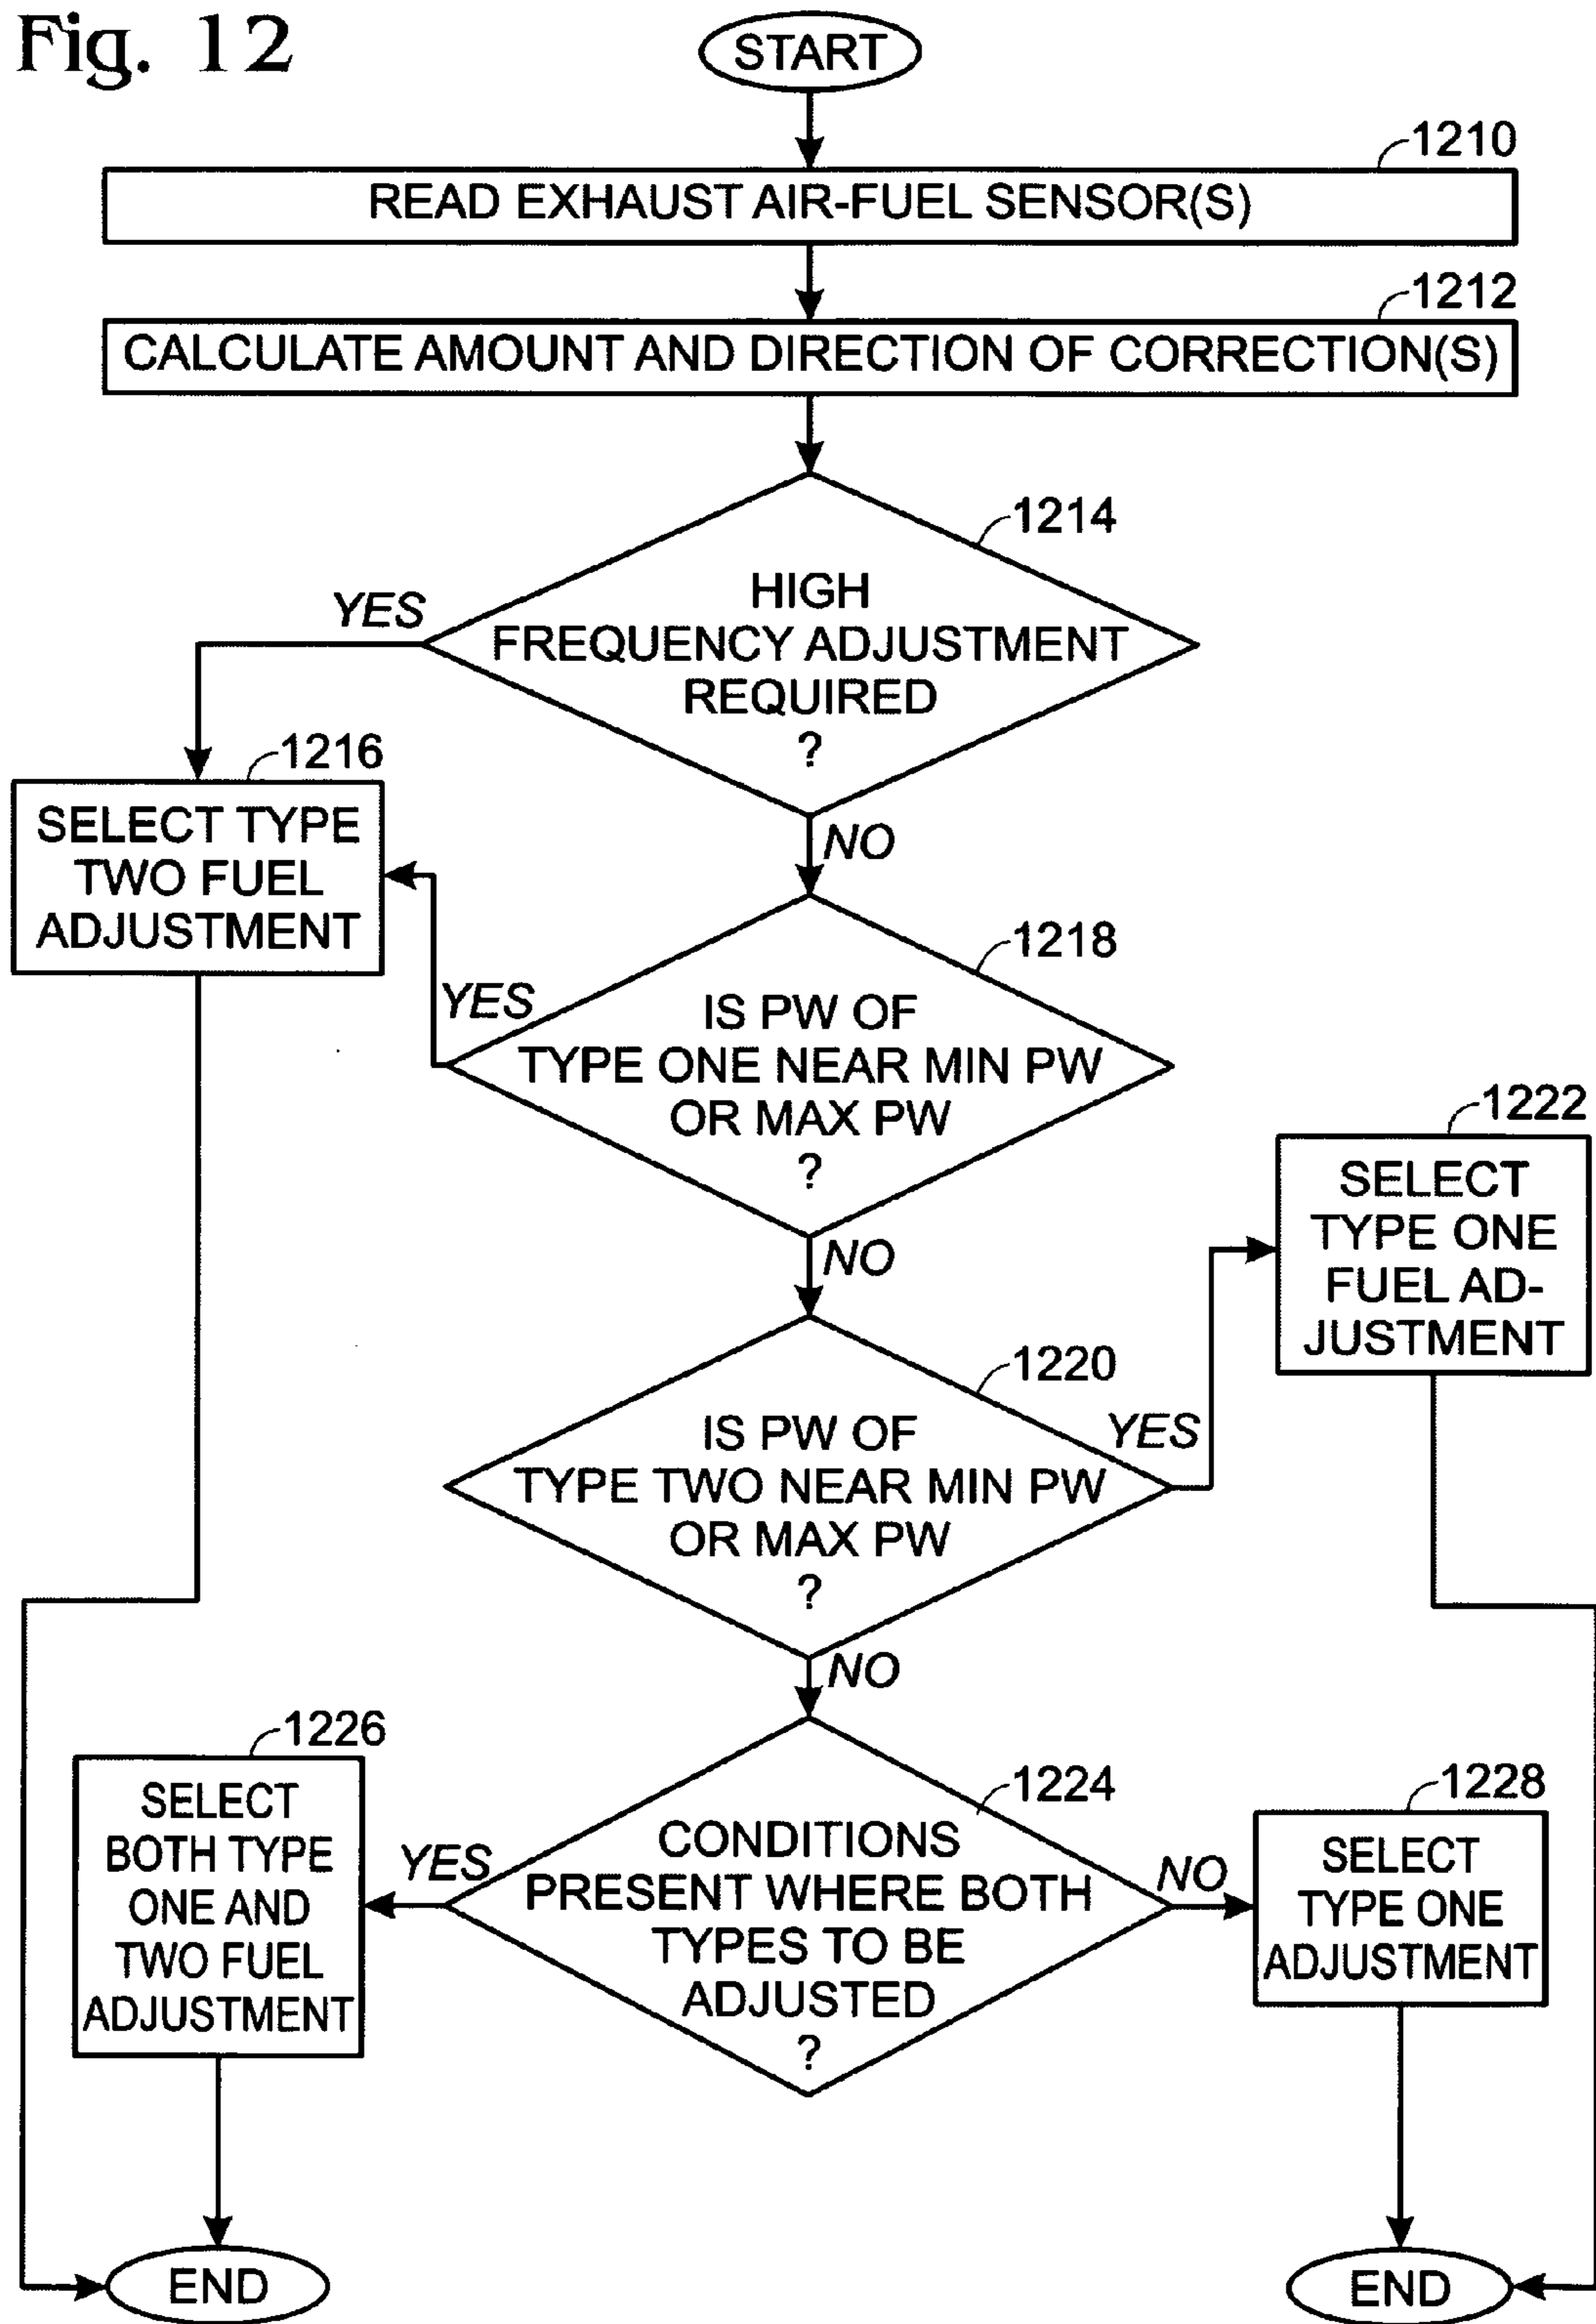 Fig. 12
START
1210
READ EXHAUST AIR-FUEL SENSOR(S)
1212
CALCULATE AMOUNT AND DIRECTION OF CORRECTION(S)
1214
HIGH
FREQUENCY ADJUSTMENT
REQUIRED
?
YES
NO
1216
SELECT TYPE
TWO FUEL
ADJUSTMENT
1218
IS PW OF
TYPE ONE NEAR MIN PW
OR MAX PW
?
YES
NO
1222
SELECT
TYPE ONE
FUEL AD-
JUSTMENT
1220
IS PW OF
TYPE TWO NEAR MIN PW
OR MAX PW
?
YES
NO
1226
SELECT
BOTH TYPE
ONE AND
TWO FUEL
ADJUSTMENT
1224
CONDITIONS
PRESENT WHERE BOTH
TYPES TO BE
ADJUSTED
?
YES
NO
1228
SELECT
TYPE ONE
ADJUSTMENT
END
END